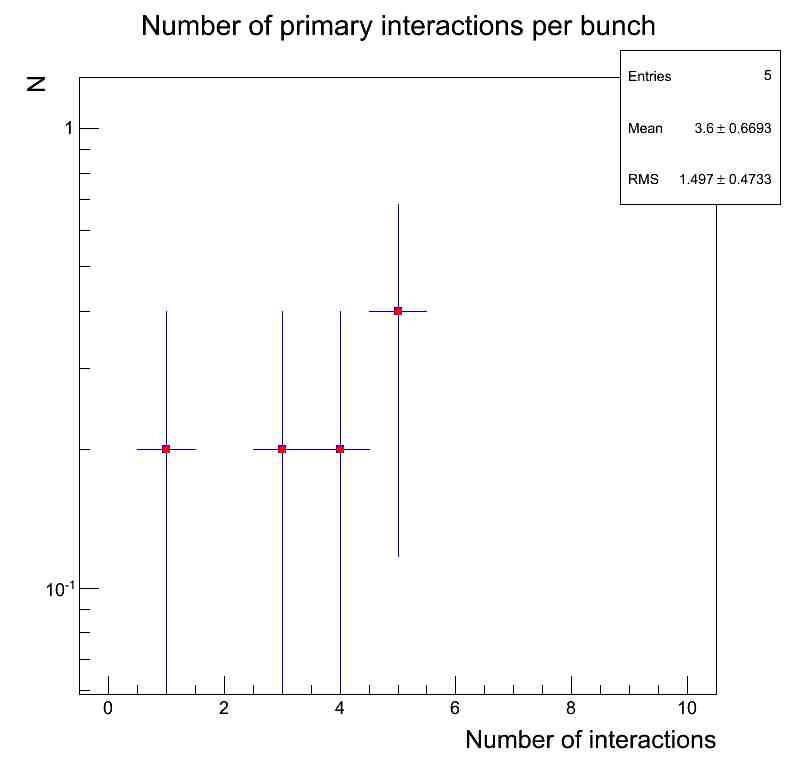 Number of primary interactions per bunch
N
Entries 5
Mean 3.6 ± 0.6693
RMS 1.497 ± 0.4733
1
10⁻¹
0 2 4 6 8 10
Number of interactions